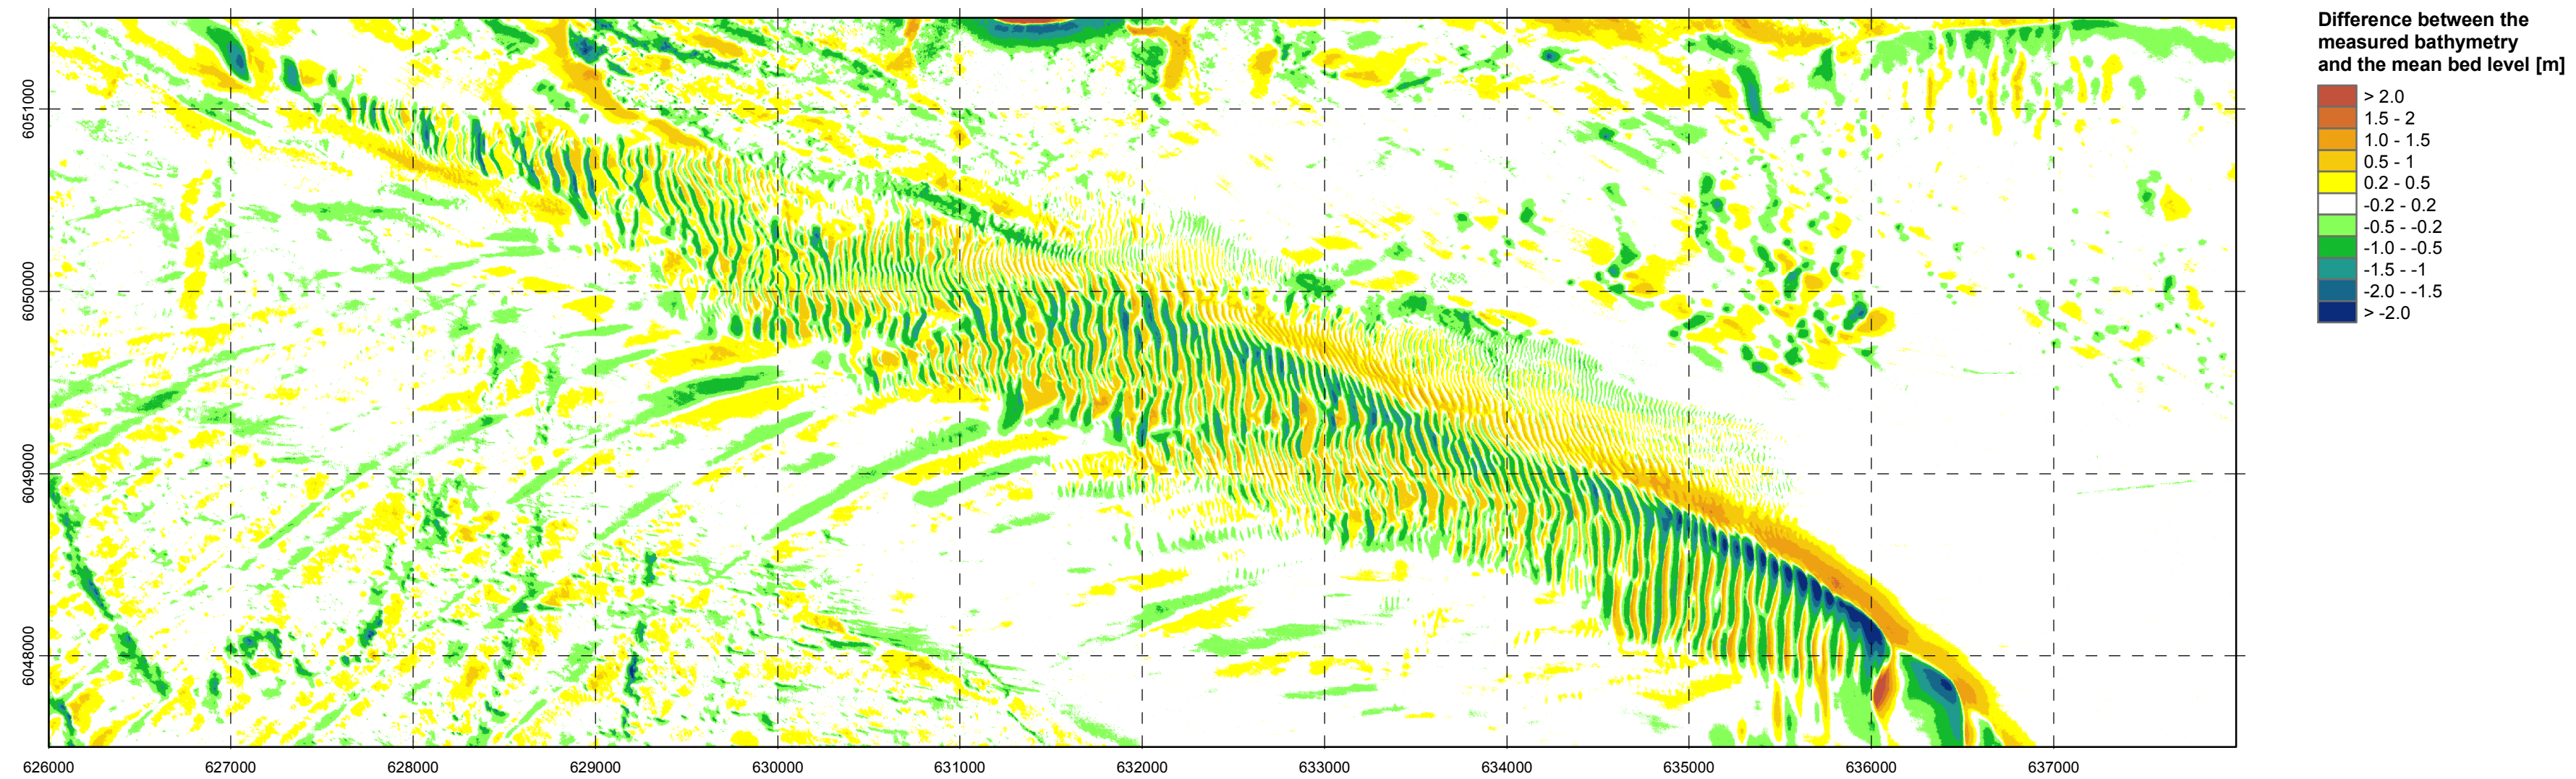 Difference between the
measured bathymetry
and the mean bed level [m]
> 2.0
1.5 - 2
1.0 - 1.5
0.5 - 1
0.2 - 0.5
-0.2 - 0.2
-0.5 - -0.2
-1.0 - -0.5
-1.5 - -1
-2.0 - -1.5
> -2.0
6051000
6050000
6049000
6048000
626000 627000 628000 629000 630000 631000 632000 633000 634000 635000 636000 637000